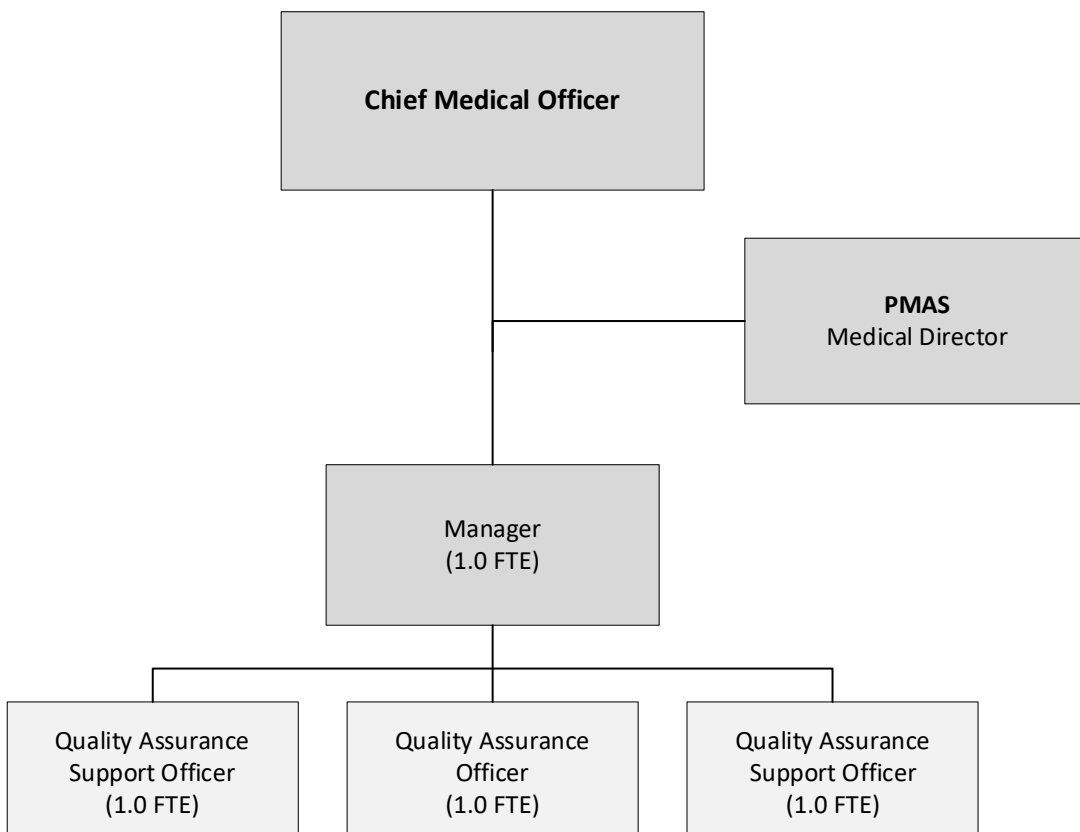 Chief Medical Officer
PMAS
Medical Director
Manager
(1.0 FTE)
Quality Assurance
Support Officer
(1.0 FTE)
Quality Assurance
Officer
(1.0 FTE)
Quality Assurance
Support Officer
(1.0 FTE)